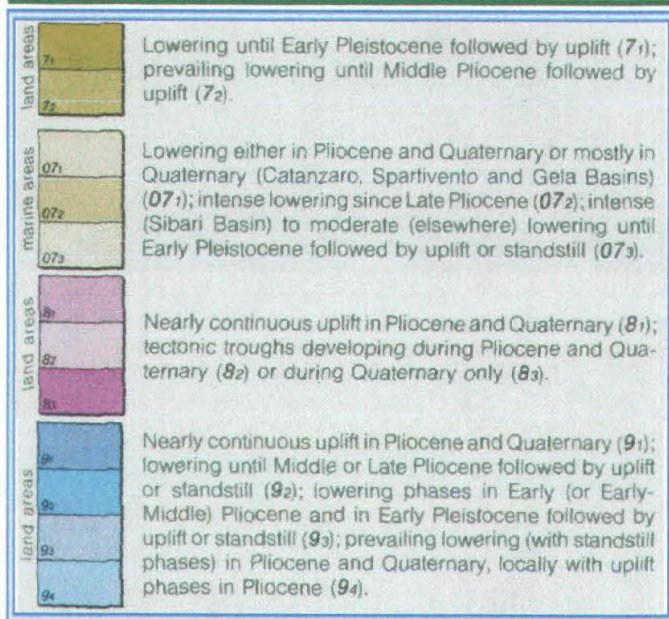 land areas
7₁
7₂
Lowering until Early Pleistocene followed by uplift (7₁);
prevailing lowering until Middle Pliocene followed by
uplift (7₂).
marine areas
07₁
07₂
07₃
Lowering either in Pliocene and Quaternary or mostly in
Quaternary (Catanzaro, Spartivento and Gela Basins)
(07₁); intense lowering since Late Pliocene (07₂); intense
(Sibari Basin) to moderate (elsewhere) lowering until
Early Pleistocene followed by uplift or standstill (07₃).
land areas
8₁
8₂
8₃
Nearly continuous uplift in Pliocene and Quaternary (8₁);
tectonic troughs developing during Pliocene and Qua-
ternary (8₂) or during Quaternary only (8₃).
land areas
9₁
9₂
9₃
9₄
Nearly continuous uplift in Pliocene and Quaternary (9₁);
lowering until Middle or Late Pliocene followed by uplift
or standstill (9₂); lowering phases in Early (or Early-
Middle) Pliocene and in Early Pleistocene followed by
uplift or standstill (9₃); prevailing lowering (with standstill
phases) in Pliocene and Quaternary, locally with uplift
phases in Pliocene (9₄).